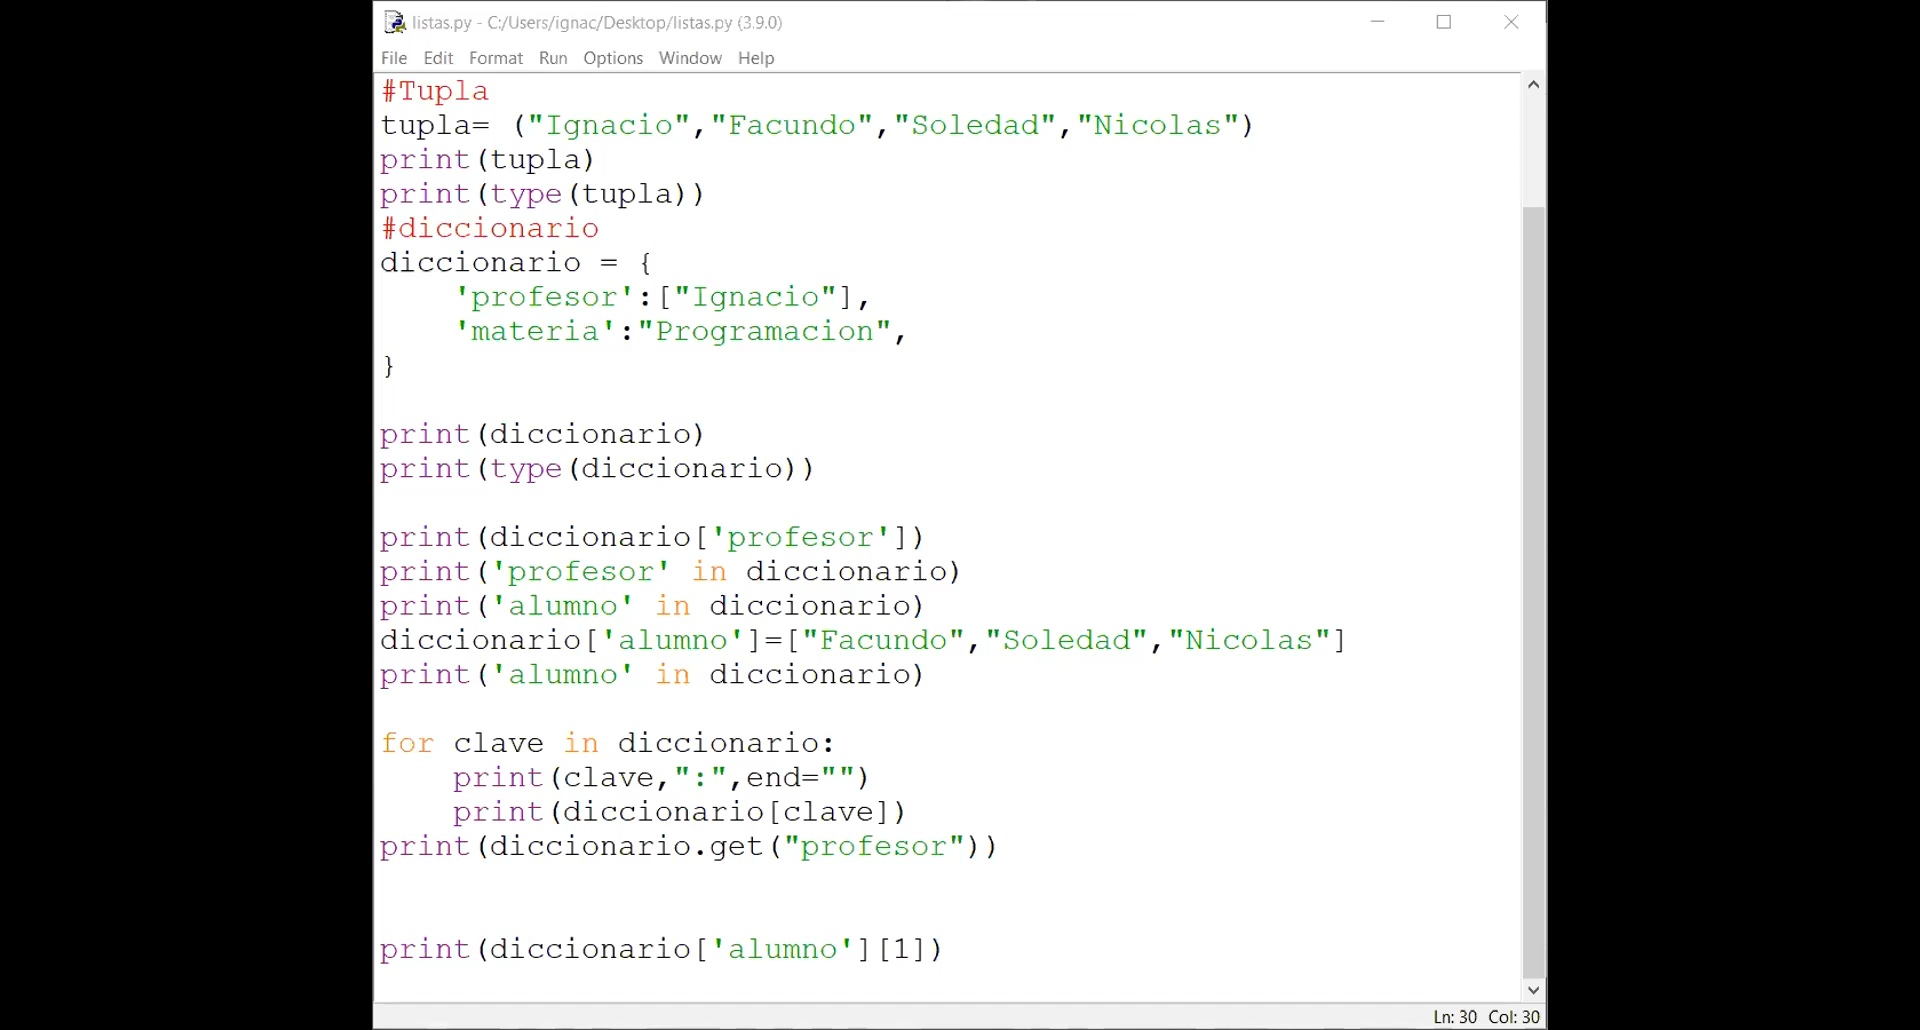 listas.py - C:/Users/ignac/Desktop/listas.py (3.9.0)
File Edit Format Run Options Window Help
#Tupla
tupla= ("Ignacio","Facundo","Soledad","Nicolas")
print(tupla)
print(type(tupla))
#diccionario
diccionario = {
    'profesor':["Ignacio"],
    'materia':"Programacion",
}
print(diccionario)
print(type(diccionario))
print(diccionario['profesor'])
print('profesor' in diccionario)
print('alumno' in diccionario)
diccionario['alumno']=["Facundo","Soledad","Nicolas"]
print('alumno' in diccionario)
for clave in diccionario:
    print(clave,":",end="")
    print(diccionario[clave])
print(diccionario.get("profesor"))
print(diccionario['alumno'][1])
Ln: 30 Col: 30